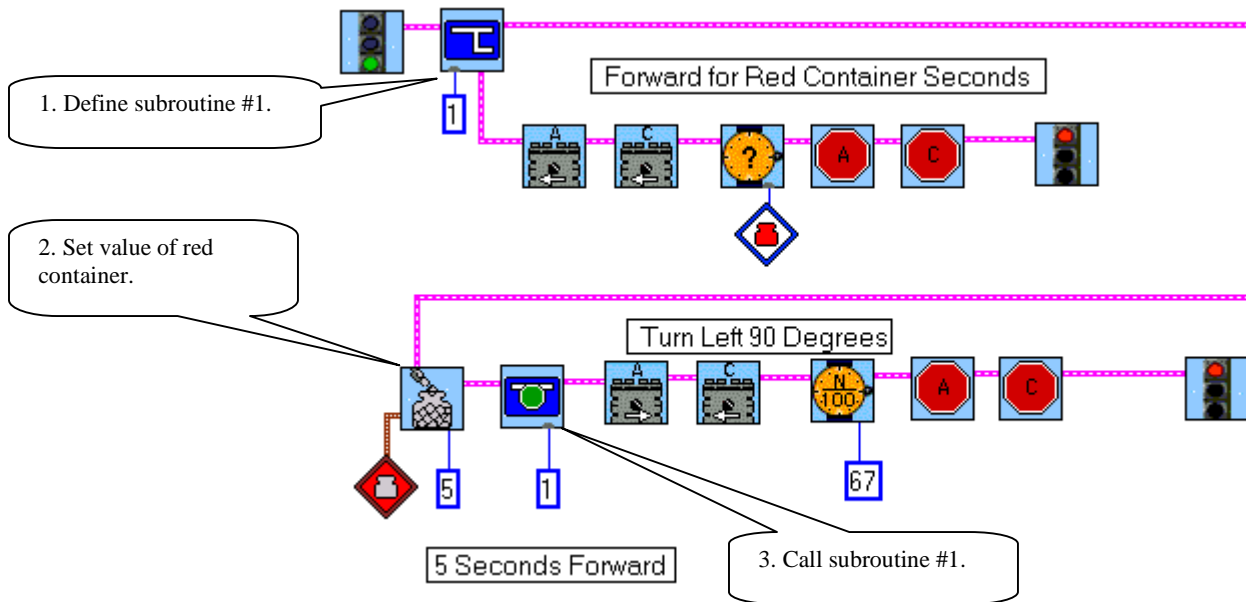 1. Define subroutine #1.
1
Forward for Red Container Seconds
A
C
?
A
C
2. Set value of red
container.
Turn Left 90 Degrees
A
C
N
100
A
C
5
1
67
5 Seconds Forward
3. Call subroutine #1.